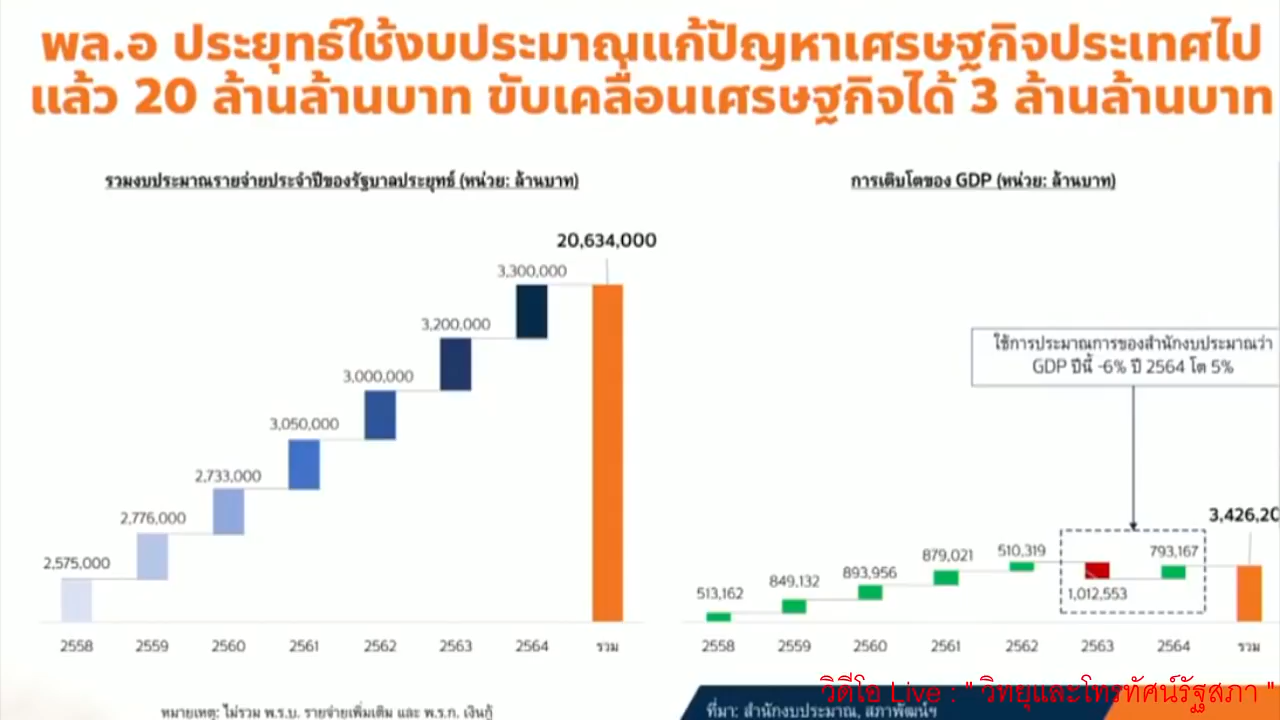 พล.อ ประยุทธ์ใช้งบประมาณแก้ปัญหาเศรษฐกิจประเทศไป
แล้ว 20 ล้านล้านบาท ขับเคลื่อนเศรษฐกิจได้ 3 ล้านล้านบาท
รวมงบประมาณรายจ่ายประจำปีของรัฐบาลประยุทธ์ (หน่วย: ล้านบาท)
20,634,000
3,300,000
3,200,000
3,000,000
3,050,000
2,733,000
2,776,000
2,575,000
2558 2559 2560 2561 2562 2563 2564 รวม
หมายเหตุ: ไม่รวม พ.ร.บ. รายจ่ายเพิ่มเติม และ พ.ร.ก. เงินกู้
การเติบโตของ GDP (หน่วย: ล้านบาท)
ใช้การประมาณการของสำนักงบประมาณว่า
GDP ปีนี้ -6% ปี 2564 โต 5%
3,426,20
513,162
849,132
893,956
879,021
510,319
1,012,553
793,167
2558 2559 2560 2561 2562 2563 2564 รวม
วิดีโอ Live : " วิทยุและโทรทัศน์รัฐสภา "
ที่มา: สำนักงบประมาณ, สภาพัฒน์ฯ